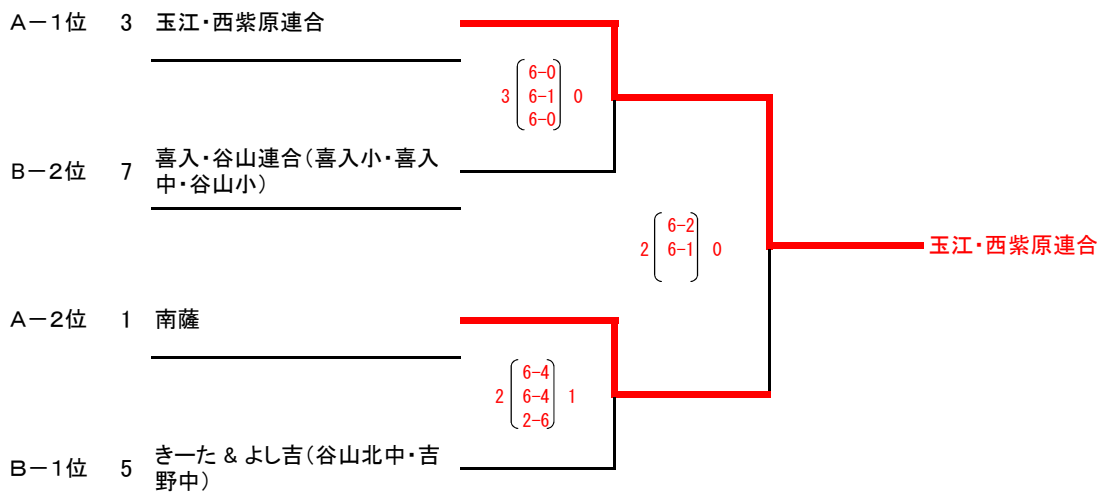 A－1位 3 玉江・西紫原連合
6-0
3 6-1 0
6-0
B－2位 7 喜入・谷山連合（喜入小・喜入
中・谷山小）
6-2
2 6-1 0
玉江・西紫原連合
A－2位 1 南薩
6-4
2 6-4 1
2-6
B－1位 5 きーた & よし吉（谷山北中・吉
野中）